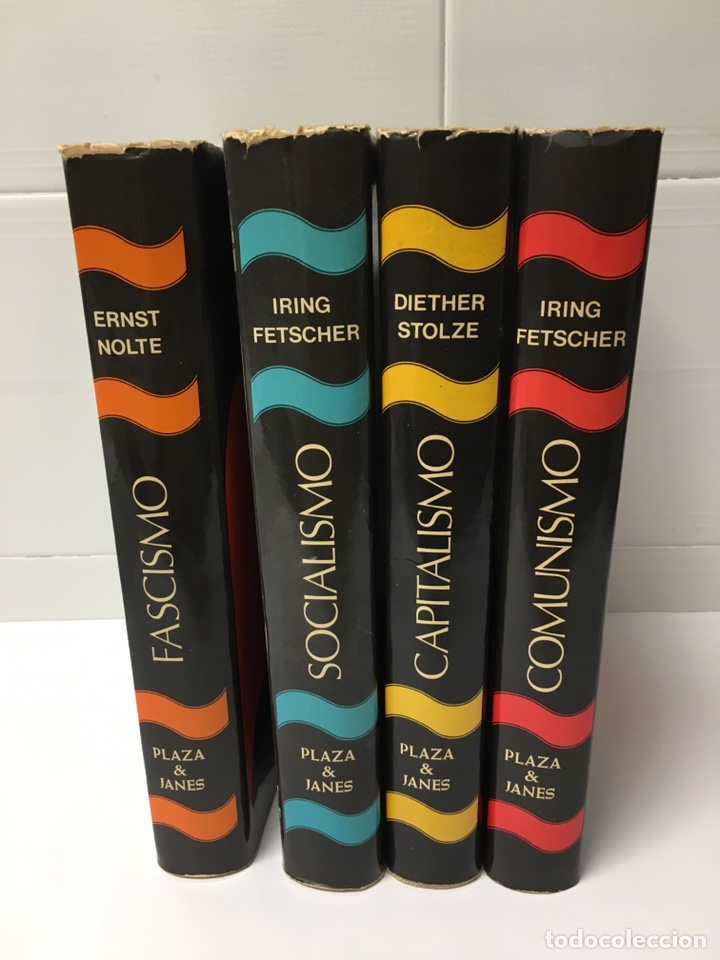 ERNST
NOLTE
FASCISMO
PLAZA
&
JANES
IRING
FETSCHER
SOCIALISMO
PLAZA
&
JANES
DIETHER
STOLZE
CAPITALISMO
PLAZA
&
JANES
IRING
FETSCHER
COMUNISMO
PLAZA
&
JANES
todocoleccion